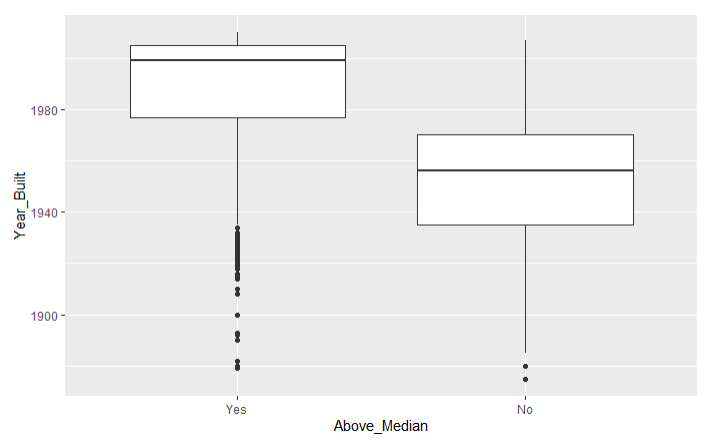 Year_Built
1980
1940
1900
Yes
No
Above_Median